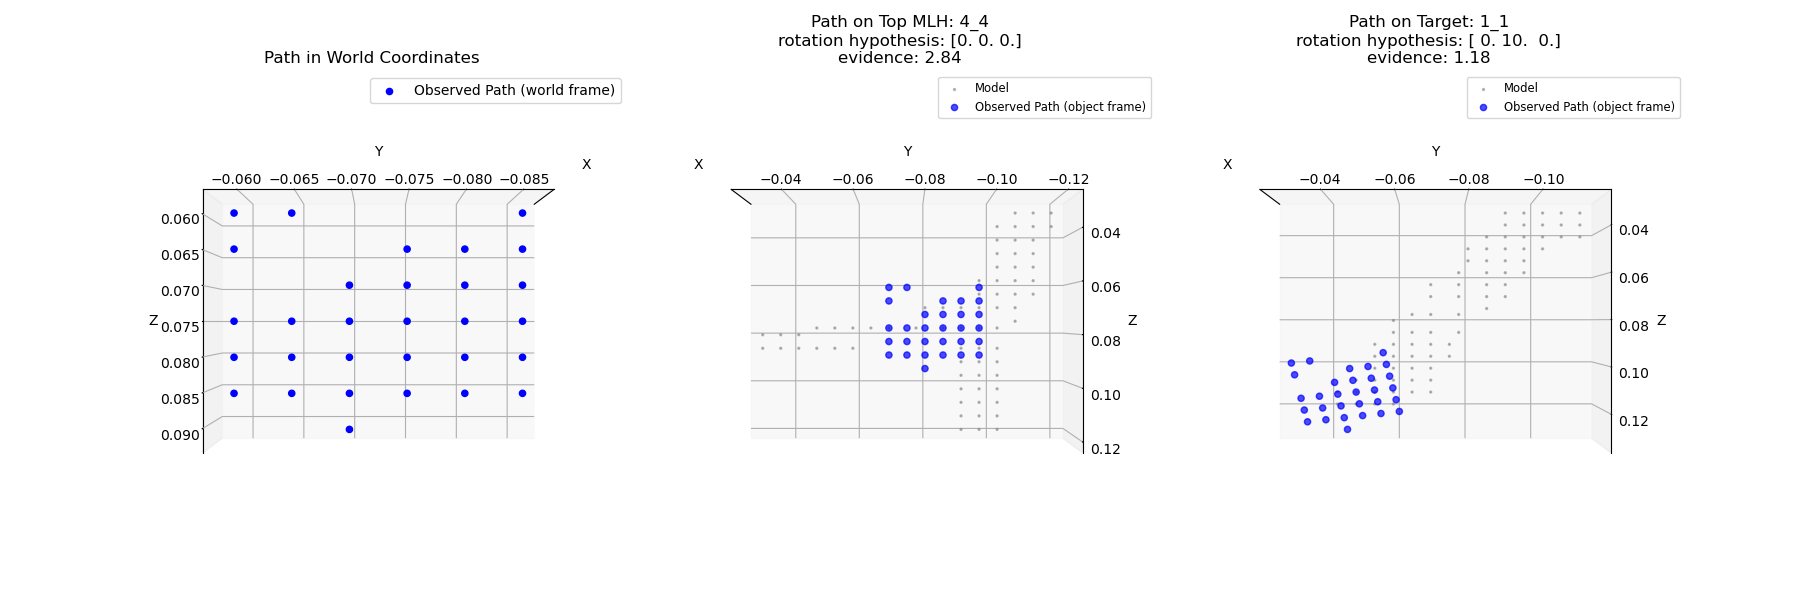 Path in World Coordinates
Observed Path (world frame)
Y
X
−0.060 −0.065 −0.070 −0.075 −0.080 −0.085
0.060
0.065
0.070
Z 0.075
0.080
0.085
0.090
Path on Top MLH: 4_4
rotation hypothesis: [0. 0. 0.]
evidence: 2.84
Model
Observed Path (object frame)
X
Y
−0.04 −0.06 −0.08 −0.10 −0.12
0.04
0.06
Z
0.08
0.10
0.12
Path on Target: 1_1
rotation hypothesis: [ 0. 10.  0.]
evidence: 1.18
Model
Observed Path (object frame)
X
Y
−0.04 −0.06 −0.08 −0.10
0.04
0.06
Z
0.08
0.10
0.12